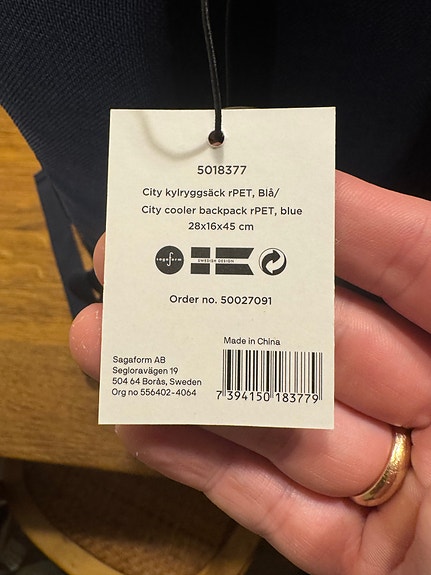 5018377
City kylryggsäck rPET, Blå/
City cooler backpack rPET, blue
28x16x45 cm
sagaform
SWEDISH DESIGN
Order no. 50027091
Made in China
Sagaform AB
Segloravägen 19
504 64 Borås, Sweden
Org no 556402-4064
7 394150 183779